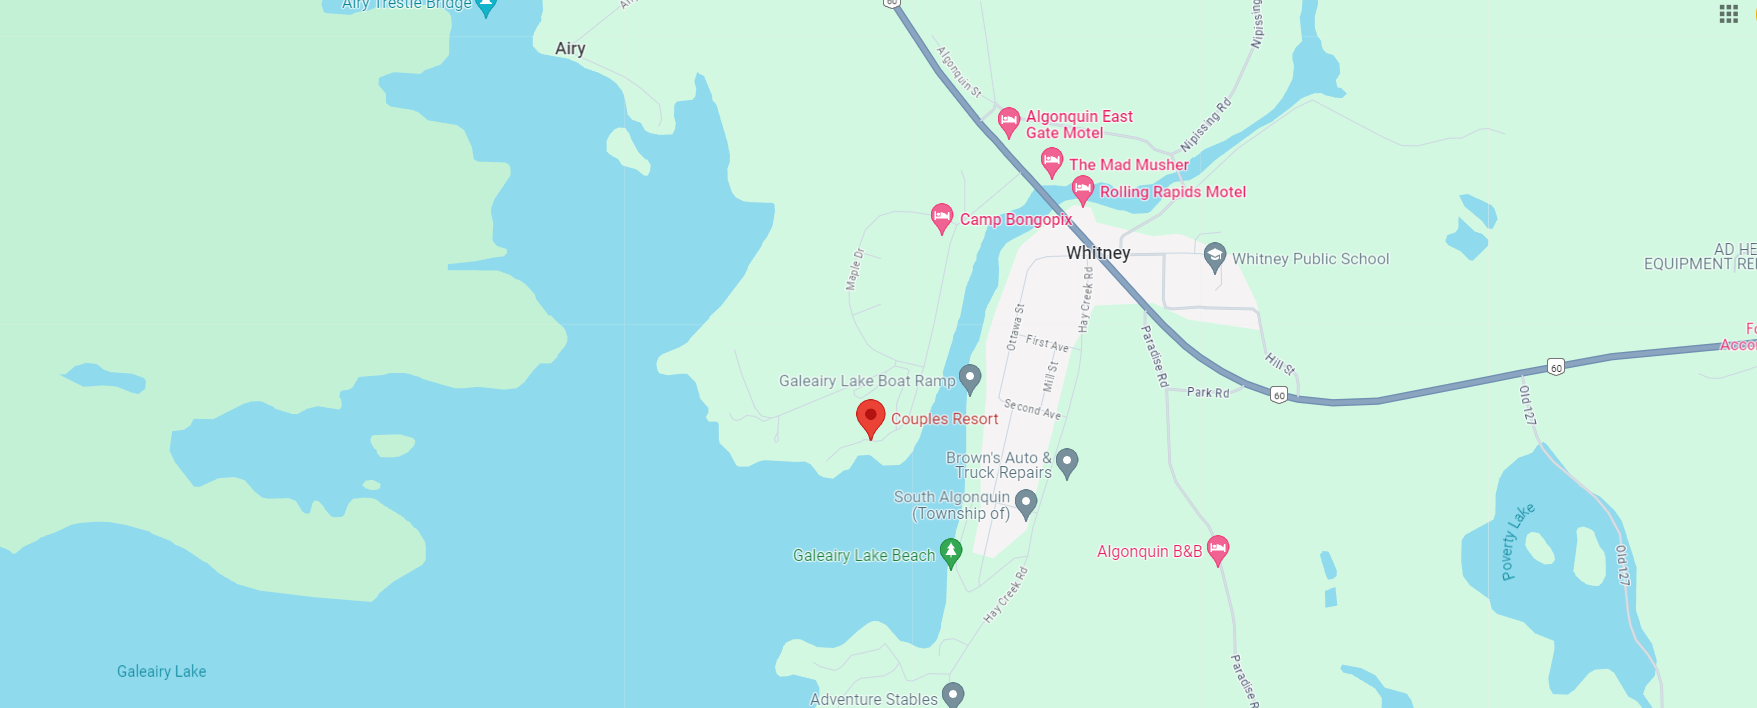 Airy Trestle Bridge
60
Airy
Algonquin St
Nipissing
Algonquin East
Gate Motel
Nipissing Rd
The Mad Musher
Rolling Rapids Motel
Camp Bongopix
Whitney
Whitney Public School
AD HE
EQUIPMENT RE
Maple Dr
Hay Creek Rd
Ottawa St
First Ave
Paradise Rd
Hill St
Fo
Acco
60
Mill St
Galeairy Lake Boat Ramp
Park Rd
60
Old 127
Second Ave
Couples Resort
Brown's Auto &
Truck Repairs
South Algonquin
(Township of)
Poverty Lake
Galeairy Lake Beach
Algonquin B&B
Old 127
Hay Creek Rd
Galeairy Lake
Paradise R
Adventure Stables